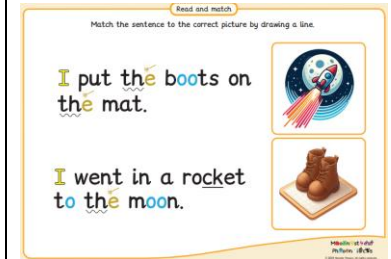 Read and match
Match the sentence to the correct picture by drawing a line.
I put the boots on
the mat.
I went in a rocket
to the moon.